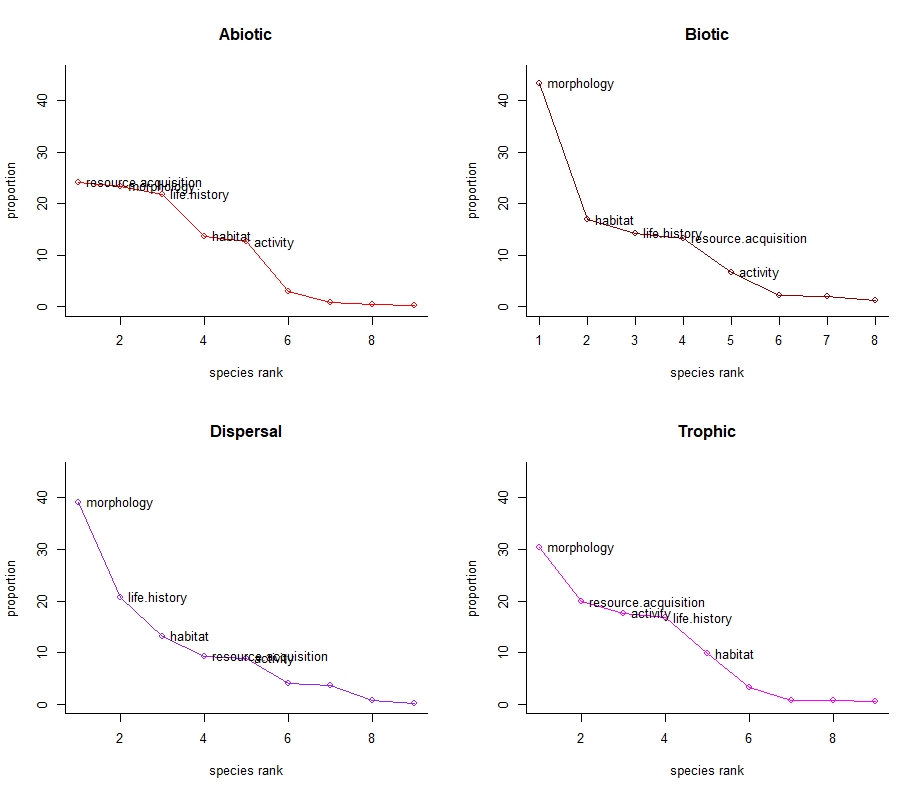 Abiotic
proportion
40
30
20
10
0
resource.acquisition
morphology
life.history
habitat
activity
2
4
6
8
species rank
Biotic
proportion
40
30
20
10
0
morphology
habitat
life.history
resource.acquisition
activity
1
2
3
4
5
6
7
8
species rank
Dispersal
proportion
40
30
20
10
0
morphology
life.history
habitat
resource.acquisition
activity
2
4
6
8
species rank
Trophic
proportion
40
30
20
10
0
morphology
resource.acquisition
activity
life.history
habitat
2
4
6
8
species rank